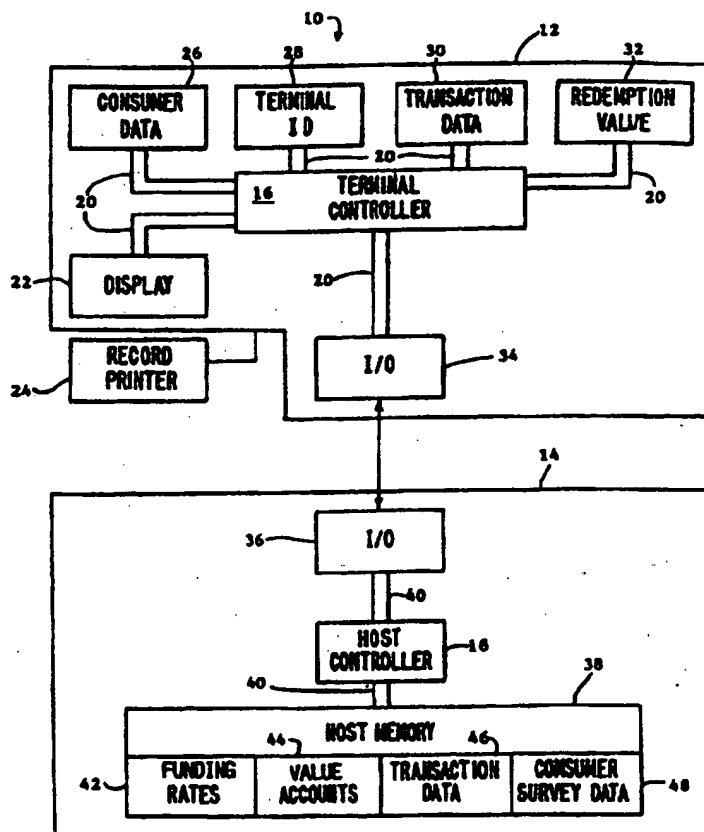 10
12
26
28
30
32
CONSUMER
DATA
TERMINAL
ID
TRANSACTION
DATA
REDEMPTION
VALUE
20
20
20
16
TERMINAL
CONTROLLER
22
DISPLAY
20
24
RECORD
PRINTER
I/O
34
14
36
I/O
40
HOST
CONTROLLER
16
40
38
HOST MEMORY
44
46
42
FUNDING
RATES
VALUE
ACCOUNTS
TRANSACTION
DATA
CONSUMER
SURVEY DATA
48